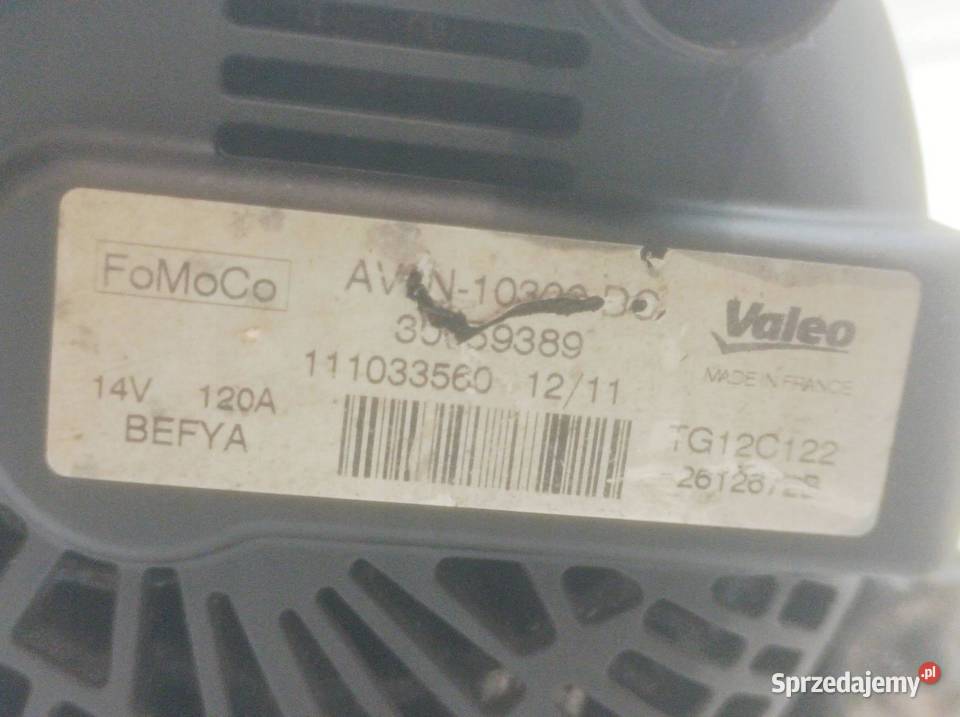 FoMoCo
111033560 12/11
14V 120A
BEFYA
Valeo
MADE IN FRANCE
TG12C122
Sprzedajemy.pl